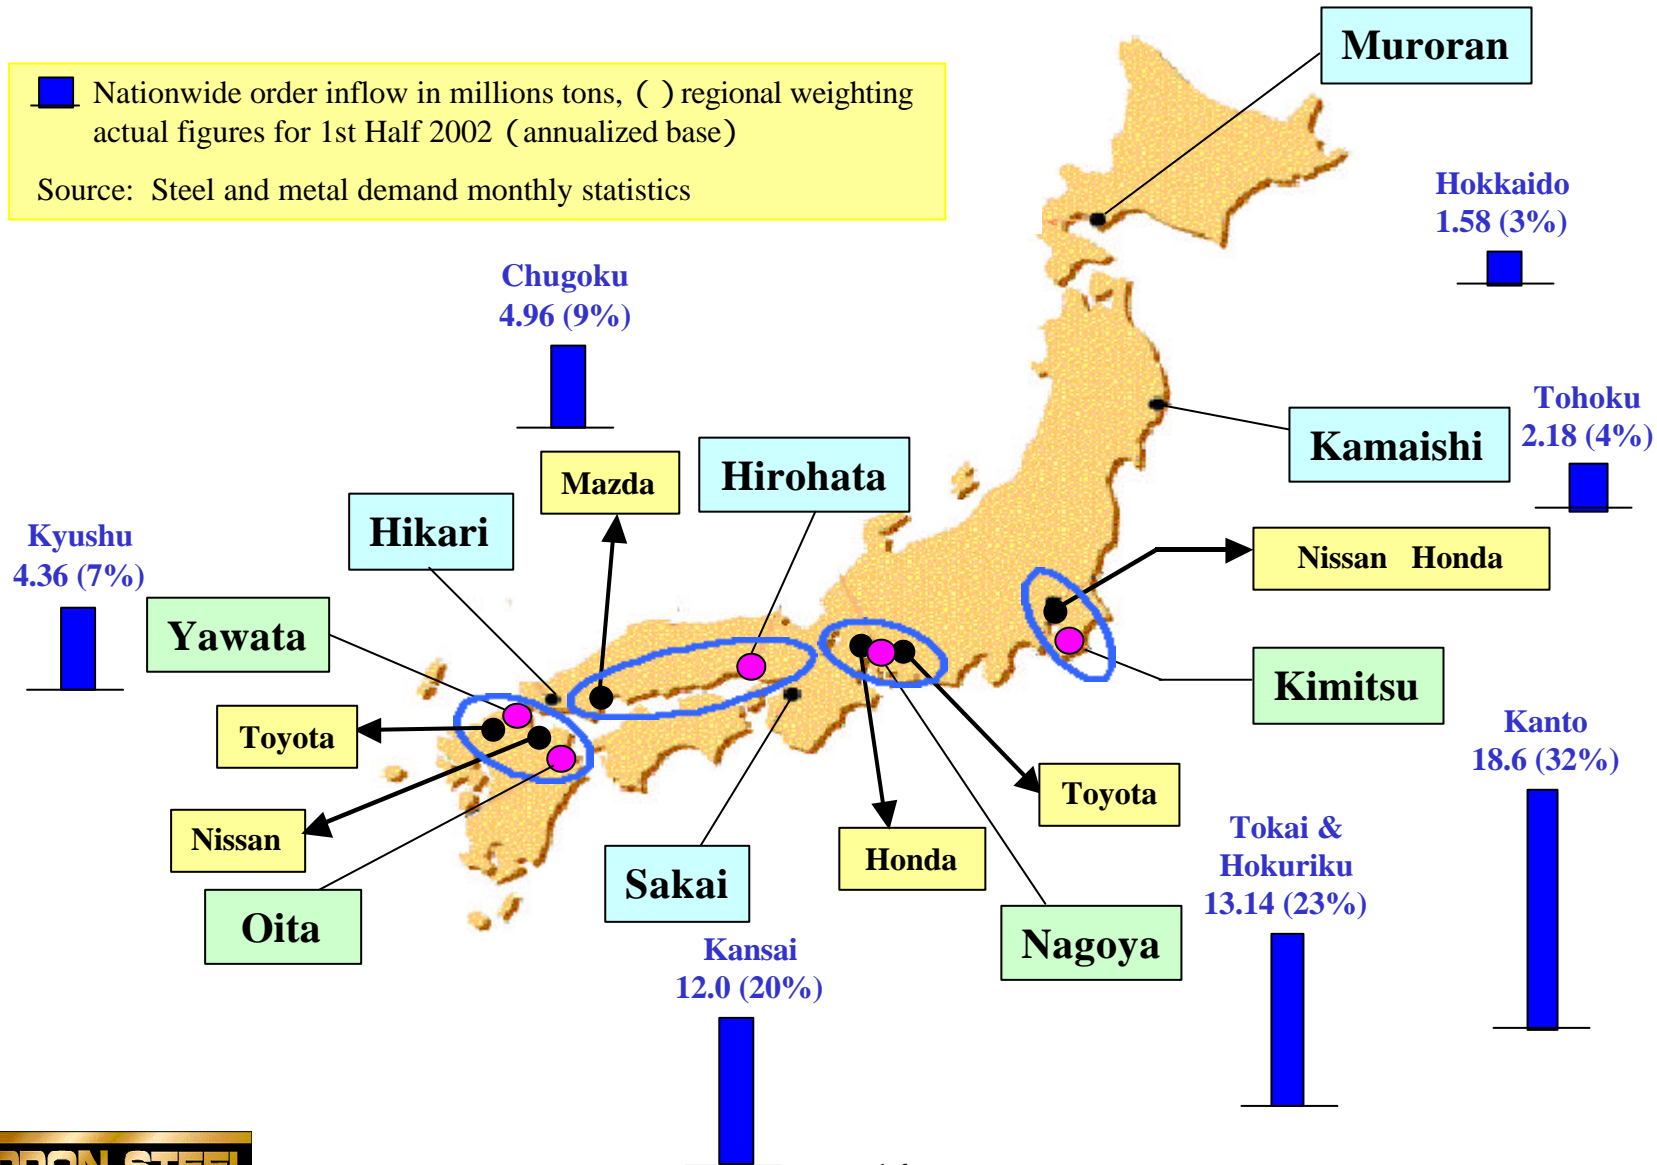 Nationwide order inflow in millions tons, ( ) regional weighting
actual figures for 1st Half 2002 (annualized base)
Source: Steel and metal demand monthly statistics
Muroran
Hokkaido
1.58 (3%)
Chugoku
4.96 (9%)
Tohoku
2.18 (4%)
Kamaishi
Hirohata
Mazda
Hikari
Kyushu
4.36 (7%)
Nissan Honda
Yawata
Kimitsu
Toyota
Kanto
18.6 (32%)
Toyota
Nissan
Honda
Tokai &
Hokuriku
13.14 (23%)
Sakai
Oita
Nagoya
Kansai
12.0 (20%)
STEEL